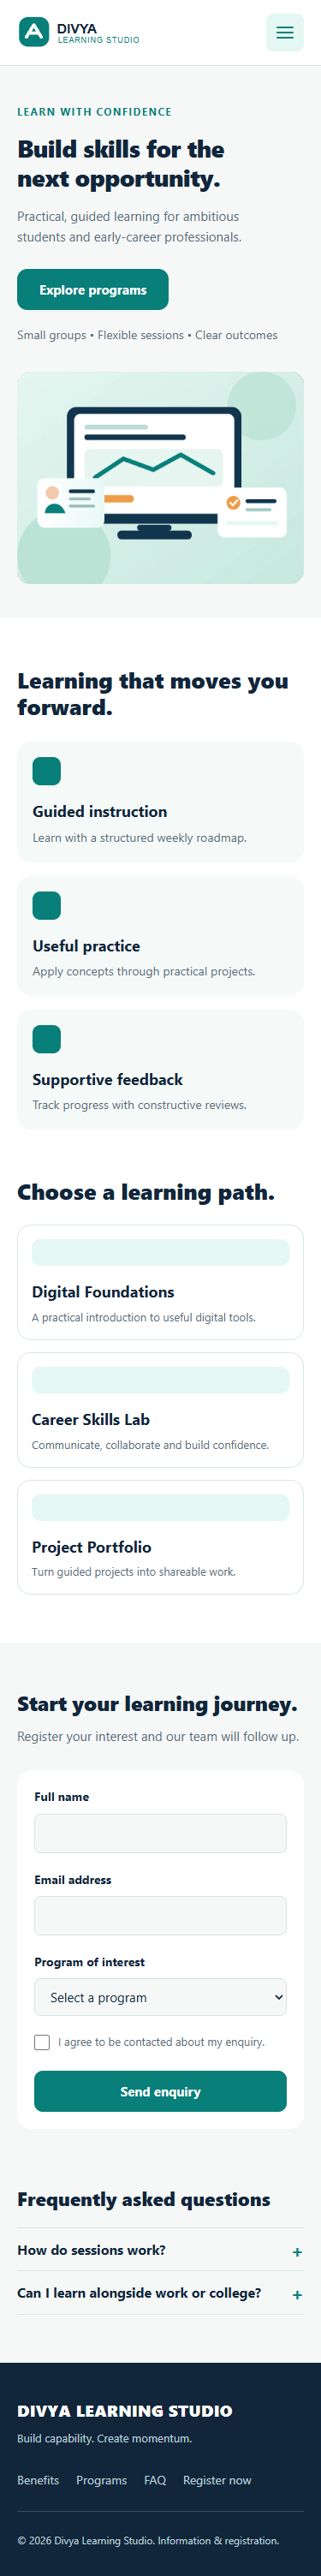 DIVYA
LEARNING STUDIO
LEARN WITH CONFIDENCE
Build skills for the
next opportunity.
Practical, guided learning for ambitious
students and early-career professionals.
Explore programs
Small groups • Flexible sessions • Clear outcomes
Learning that moves you
forward.
Guided instruction
Learn with a structured weekly roadmap.
Useful practice
Apply concepts through practical projects.
Supportive feedback
Track progress with constructive reviews.
Choose a learning path.
Digital Foundations
A practical introduction to useful digital tools.
Career Skills Lab
Communicate, collaborate and build confidence.
Project Portfolio
Turn guided projects into shareable work.
Start your learning journey.
Register your interest and our team will follow up.
Full name
Email address
Program of interest
Select a program
I agree to be contacted about my enquiry.
Send enquiry
Frequently asked questions
How do sessions work? +
Can I learn alongside work or college? +
DIVYA LEARNING STUDIO
Build capability. Create momentum.
Benefits Programs FAQ Register now
© 2026 Divya Learning Studio. Information & registration.